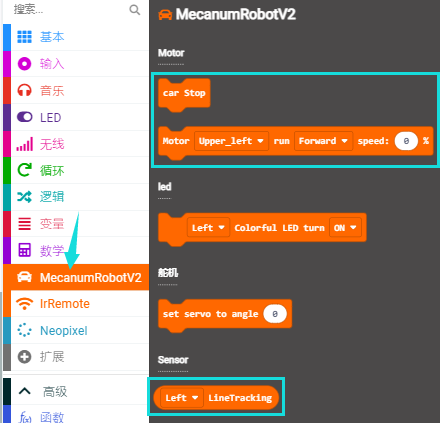 搜索...
基本
输入
音乐
LED
无线
循环
逻辑
变量
数学
MecanumRobotV2
IrRemote
Neopixel
扩展
高级
f(x) 函数
MecanumRobotV2
Motor
car Stop
Motor Upper_left run Forward speed: 0 %
led
Left Colorful LED turn ON
舵机
set servo to angle 0
Sensor
Left LineTracking